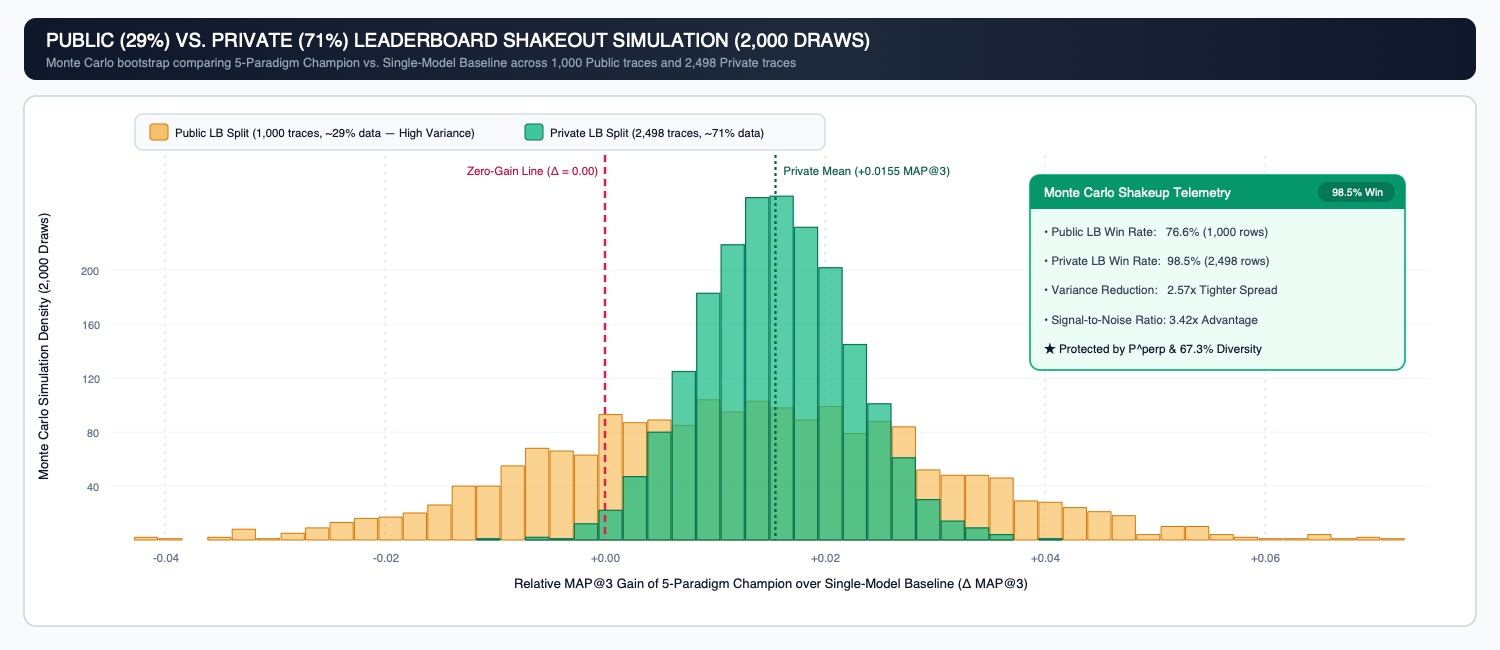 PUBLIC (29%) VS. PRIVATE (71%) LEADERBOARD SHAKEOUT SIMULATION (2,000 DRAWS)
Monte Carlo bootstrap comparing 5-Paradigm Champion vs. Single-Model Baseline across 1,000 Public traces and 2,498 Private traces
Public LB Split (1,000 traces, ~29% data — High Variance)
Private LB Split (2,498 traces, ~71% data)
Zero-Gain Line (Δ = 0.00)
Private Mean (+0.0155 MAP@3)
Monte Carlo Shakeup Telemetry
98.5% Win
• Public LB Win Rate: 76.6% (1,000 rows)
• Private LB Win Rate: 98.5% (2,498 rows)
• Variance Reduction: 2.57x Tighter Spread
• Signal-to-Noise Ratio: 3.42x Advantage
★ Protected by P^perp & 67.3% Diversity
Monte Carlo Simulation Density (2,000 Draws)
200
160
120
80
40
-0.04
-0.02
+0.00
+0.02
+0.04
+0.06
Relative MAP@3 Gain of 5-Paradigm Champion over Single-Model Baseline (Δ MAP@3)